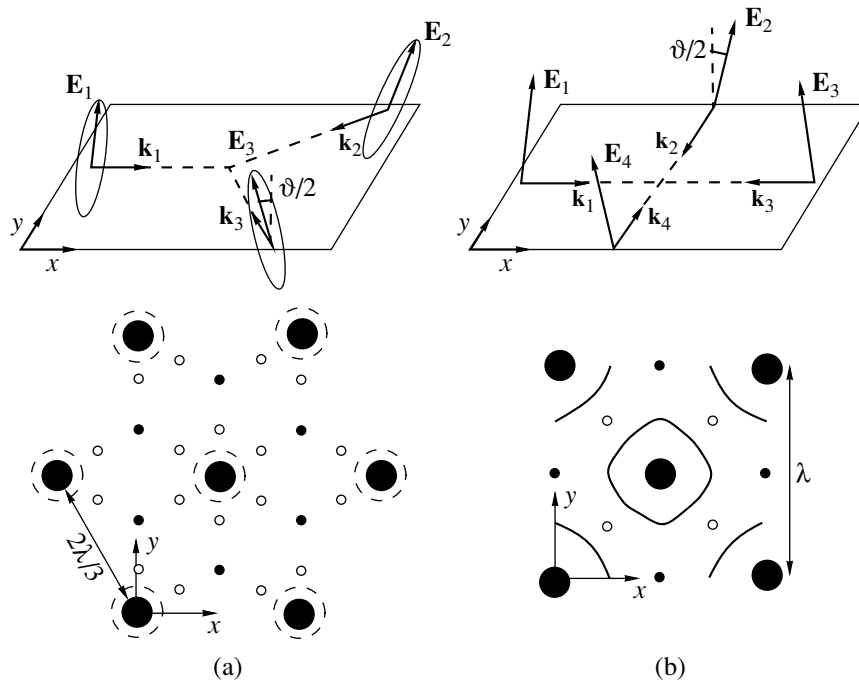 E₁
E₂
E₃
k₁
k₂
k₃
ϑ/2
y
x
E₁
E₂
E₃
E₄
ϑ/2
k₁
k₂
k₃
k₄
y
x
2λ/3
y
x
λ
y
x
(a)
(b)